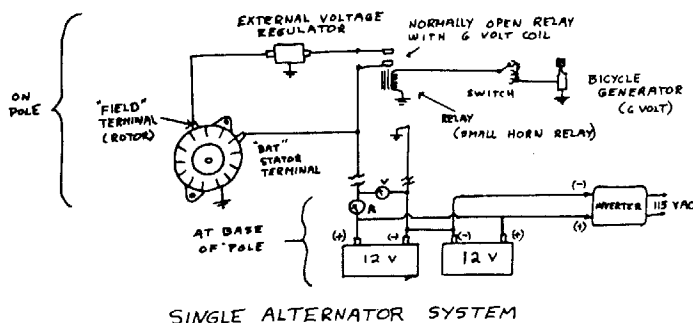 EXTERNAL VOLTAGE
REGULATOR
NORMALLY OPEN RELAY
WITH 6 VOLT COIL
ON
POLE
"FIELD"
TERMINAL
(ROTOR)
"BAT"
STATOR
TERMINAL
SWITCH
BICYCLE
GENERATOR
(6 VOLT)
RELAY
(SMALL HORN RELAY)
V
A
AT BASE
OF POLE
(+)
(-)
(-)
(+)
12 V
12 V
(-)
(+)
INVERTER
115 VAC
SINGLE ALTERNATOR SYSTEM